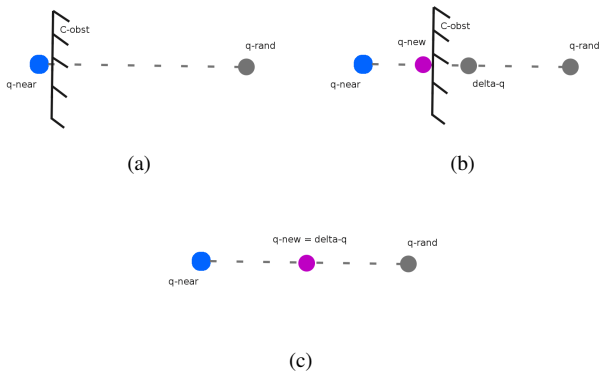 C-obst
q-rand
q-near
(a)
C-obst
q-new
q-rand
q-near
delta-q
(b)
q-new = delta-q
q-rand
q-near
(c)